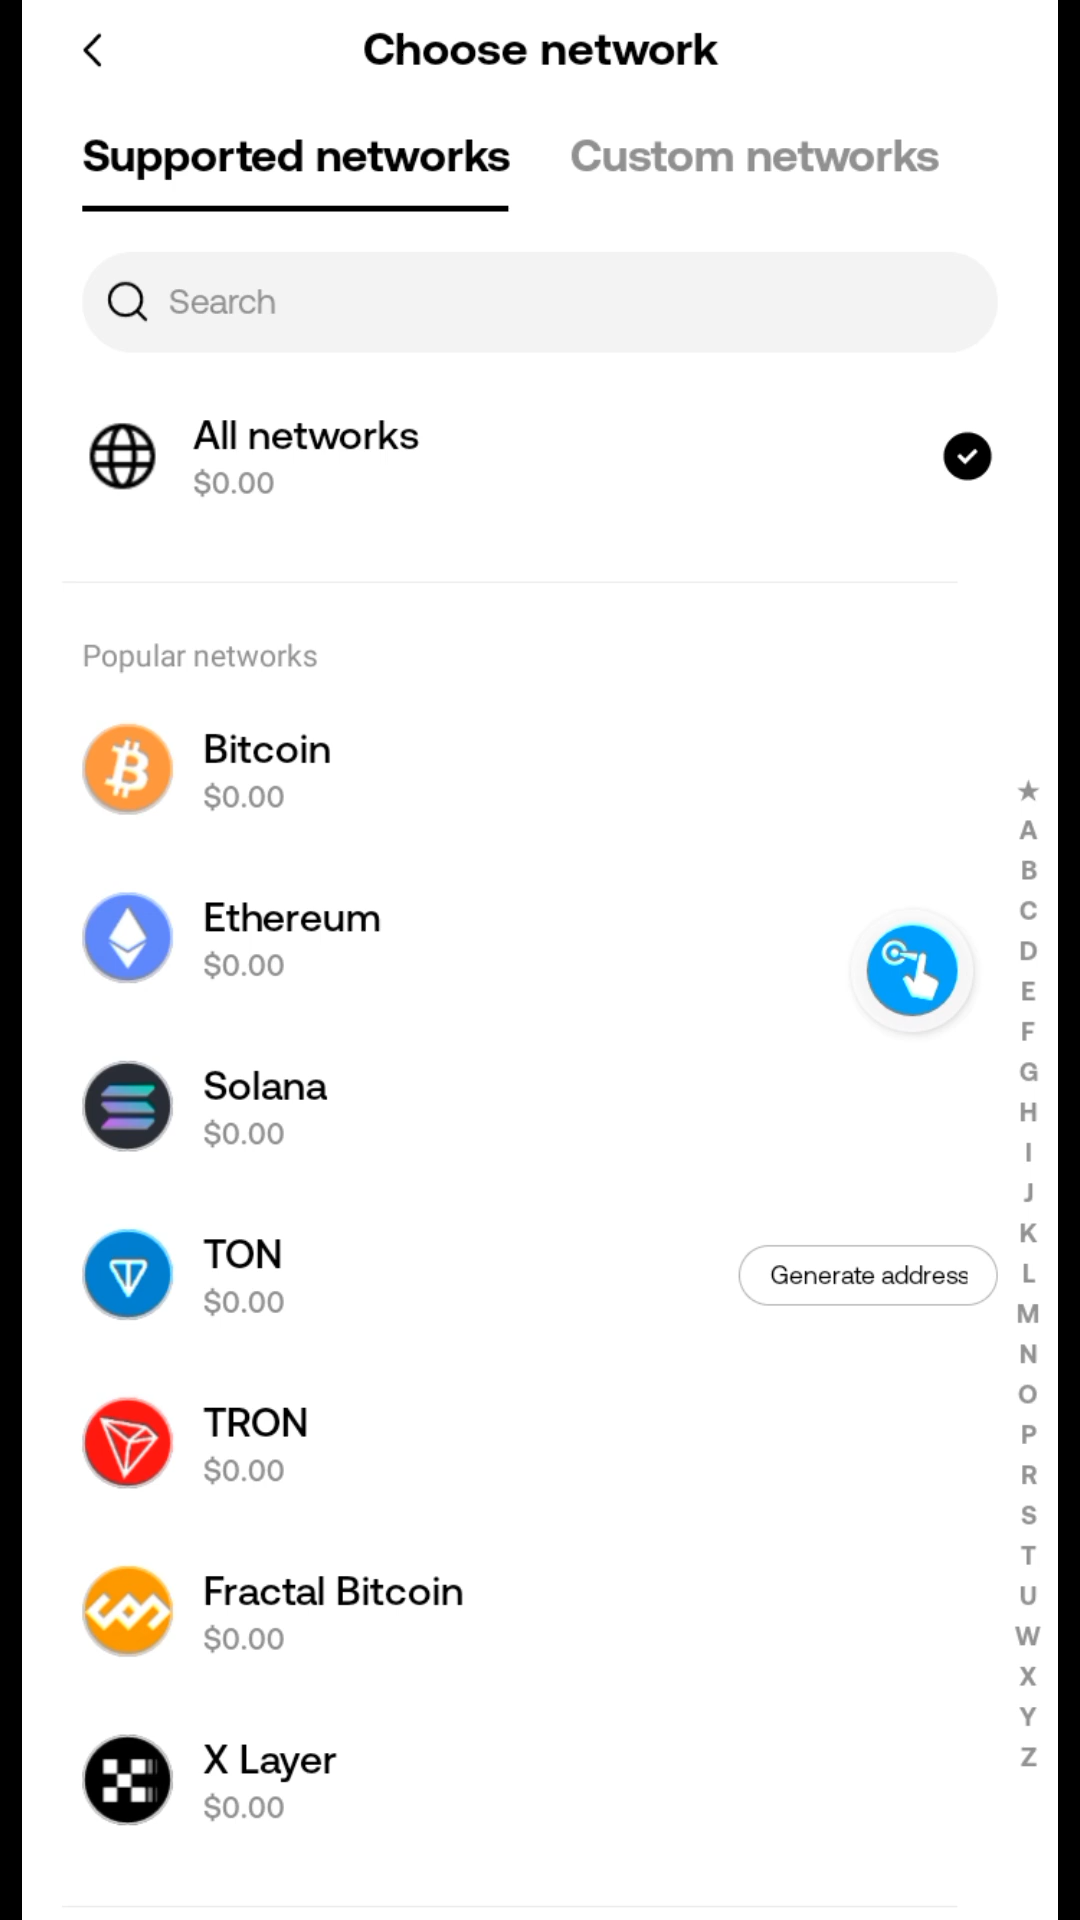 Choose network
Supported networks Custom networks
Search
All networks
$0.00
Popular networks
Bitcoin
$0.00
Ethereum
$0.00
Solana
$0.00
TON
$0.00
Generate address
TRON
$0.00
Fractal Bitcoin
$0.00
X Layer
$0.00
★
A
B
C
D
E
F
G
H
I
J
K
L
M
N
O
P
R
S
T
U
W
X
Y
Z